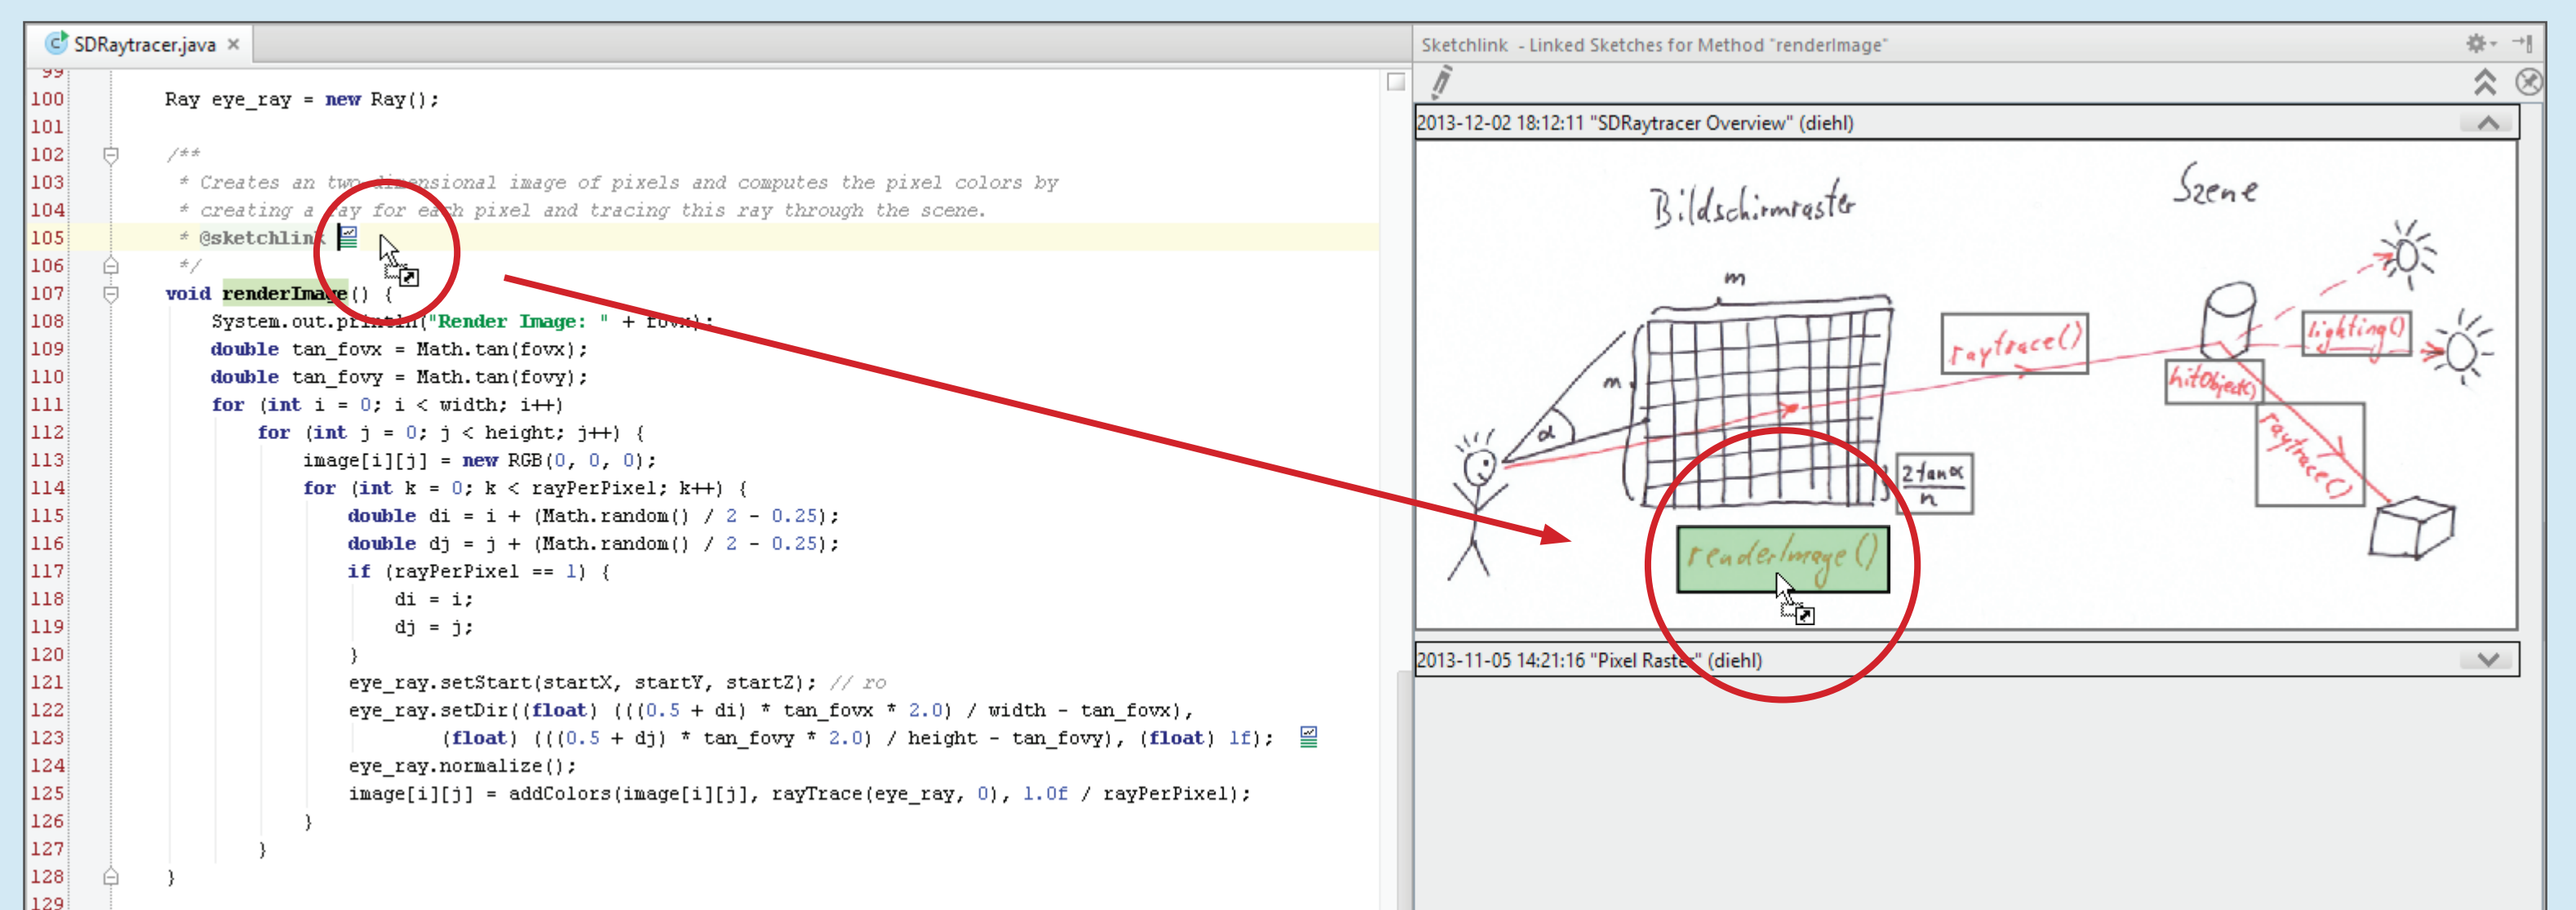 SDRaytracer.java ×
99
100 Ray eye_ray = new Ray();
101
102 /**
103 * Creates an two-dimensional image of pixels and computes the pixel colors by
104 * creating a ray for each pixel and tracing this ray through the scene.
105 * @sketchlink
106 */
107 void renderImage() {
108 System.out.println("Render Image: " + fovx);
109 double tan_fovx = Math.tan(fovx);
110 double tan_fovy = Math.tan(fovy);
111 for (int i = 0; i < width; i++)
112 for (int j = 0; j < height; j++) {
113 image[i][j] = new RGB(0, 0, 0);
114 for (int k = 0; k < rayPerPixel; k++) {
115 double di = i + (Math.random() / 2 - 0.25);
116 double dj = j + (Math.random() / 2 - 0.25);
117 if (rayPerPixel == 1) {
118 di = i;
119 dj = j;
120 }
121 eye_ray.setStart(startX, startY, startZ); // ro
122 eye_ray.setDir((float) (((0.5 + di) * tan_fovx * 2.0) / width - tan_fovx),
123 (float) (((0.5 + dj) * tan_fovy * 2.0) / height - tan_fovy), (float) 1f);
124 eye_ray.normalize();
125 image[i][j] = addColors(image[i][j], rayTrace(eye_ray, 0), 1.0f / rayPerPixel);
126 }
127 }
128 }
129
Sketchlink - Linked Sketches for Method "renderImage"
2013-12-02 18:12:11 "SDRaytracer Overview" (diehl)
Bildschirmraster
Szene
m
m
α
raytrace()
lighting()
hitObject()
raytrace()
2 tan α
n
renderImage()
2013-11-05 14:21:16 "Pixel Raster" (diehl)